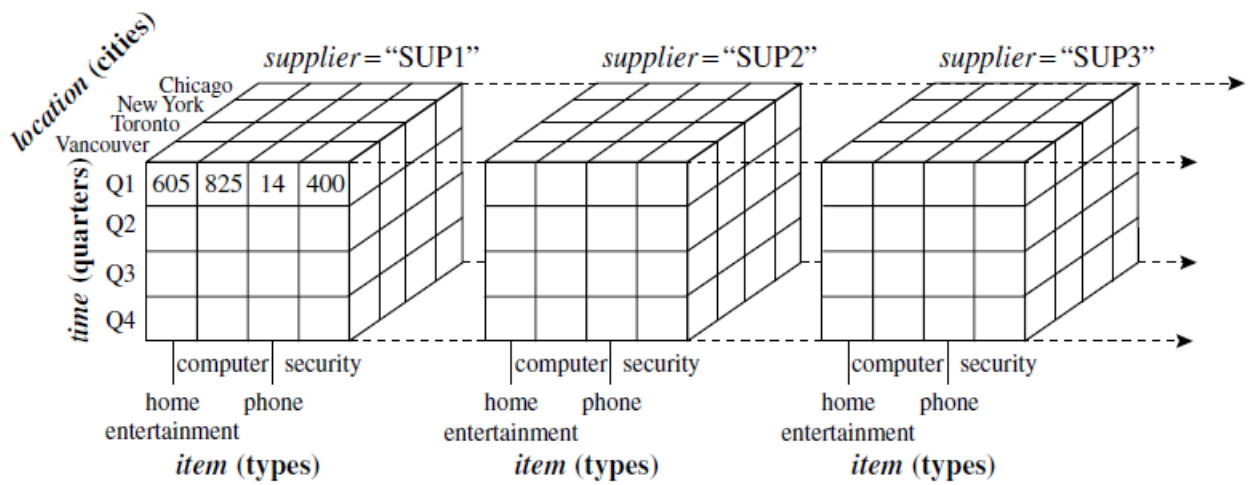 location (cities)
supplier = “SUP1”
supplier = “SUP2”
supplier = “SUP3”
Chicago
New York
Toronto
Vancouver
time (quarters)
Q1 605 825 14 400
Q2
Q3
Q4
computer security
home phone
entertainment
item (types)
computer security
home phone
entertainment
item (types)
computer security
home phone
entertainment
item (types)